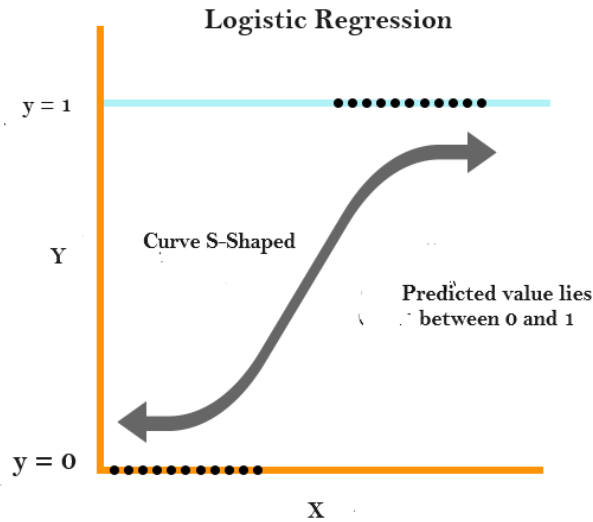 Logistic Regression
y = 1
Curve S-Shaped
Y
Predicted value lies
between 0 and 1
y = 0
X